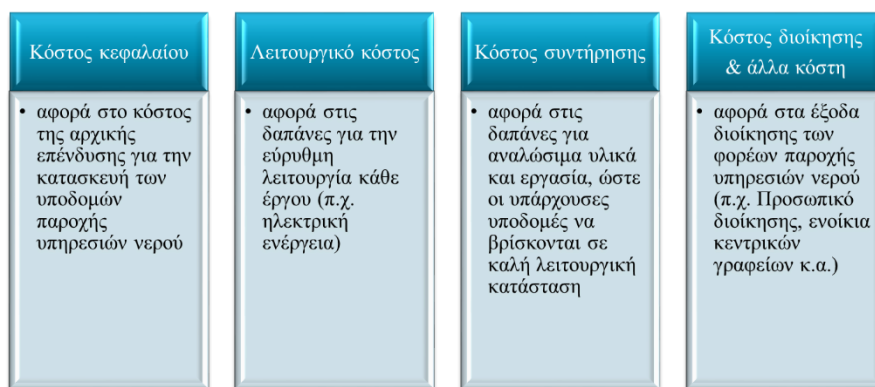 Κόστος κεφαλαίου
• αφορά στο κόστος
της αρχικής
επένδυσης για την
κατασκευή των
υποδομών
παροχής
υπηρεσιών νερού
Λειτουργικό κόστος
• αφορά στις
δαπάνες για την
εύρυθμη
λειτουργία κάθε
έργου (π.χ.
ηλεκτρική
ενέργεια)
Κόστος συντήρησης
• αφορά στις
δαπάνες για
αναλώσιμα υλικά
και εργασία, ώστε
οι υπάρχουσες
υποδομές να
βρίσκονται σε
καλή λειτουργική
κατάσταση
Κόστος διοίκησης
& άλλα κόστη
• αφορά στα έξοδα
διοίκησης των
φορέων παροχής
υπηρεσιών νερού
(π.χ. Προσωπικό
διοίκησης, ενοίκια
κεντρικών
γραφείων κ.α.)